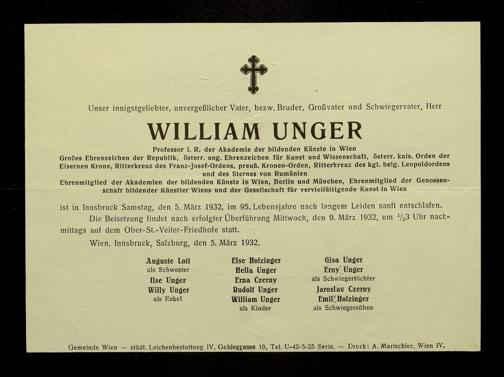 Unser innigstgeliebter, unvergeßlicher Vater, bezw. Bruder, Großvater und Schwiegervater, Herr
WILLIAM UNGER
Professor i. R. der Akademie der bildenden Künste in Wien
Großes Ehrenzeichen der Republik, österr. ung. Ehrenzeichen für Kunst und Wissenschaft, österr. kais. Orden der
Eisernen Krone, Ritterkreuz des Franz-Josef-Ordens, preuß. Kronen-Orden, Ritterkreuz des kgl. belg. Leopoldordens
und des Sternes von Rumänien
Ehrenmitglied der Akademien der bildenden Künste in Wien, Berlin und München, Ehrenmitglied der Genossen-
schaft bildender Künstler Wiens und der Gesellschaft für vervielfältigende Kunst in Wien
ist in Innsbruck Samstag, den 5. März 1932, im 95. Lebensjahre nach langem Leiden sanft entschlafen.
Die Beisetzung findet nach erfolgter Überführung Mittwoch, den 9. März 1932, um 1/23 Uhr nach-
mittags auf dem Ober-St.-Veiter-Friedhofe statt.
Wien, Innsbruck, Salzburg, den 5. März 1932.
Auguste Lott
als Schwester
Ilse Unger
Willy Unger
als Enkel
Else Holzinger
Hella Unger
Erna Czerny
Rudolf Unger
William Unger
als Kinder
Gisa Unger
Erny Unger
als Schwiegertöchter
Jaroslav Czerny
Emil Holzinger
als Schwiegersöhne
Gemeinde Wien — städt. Leichenbestattung IV. Goldeggasse 19, Tel. U-42-5-25 Serie. — Druck: A. Marischler, Wien IV.